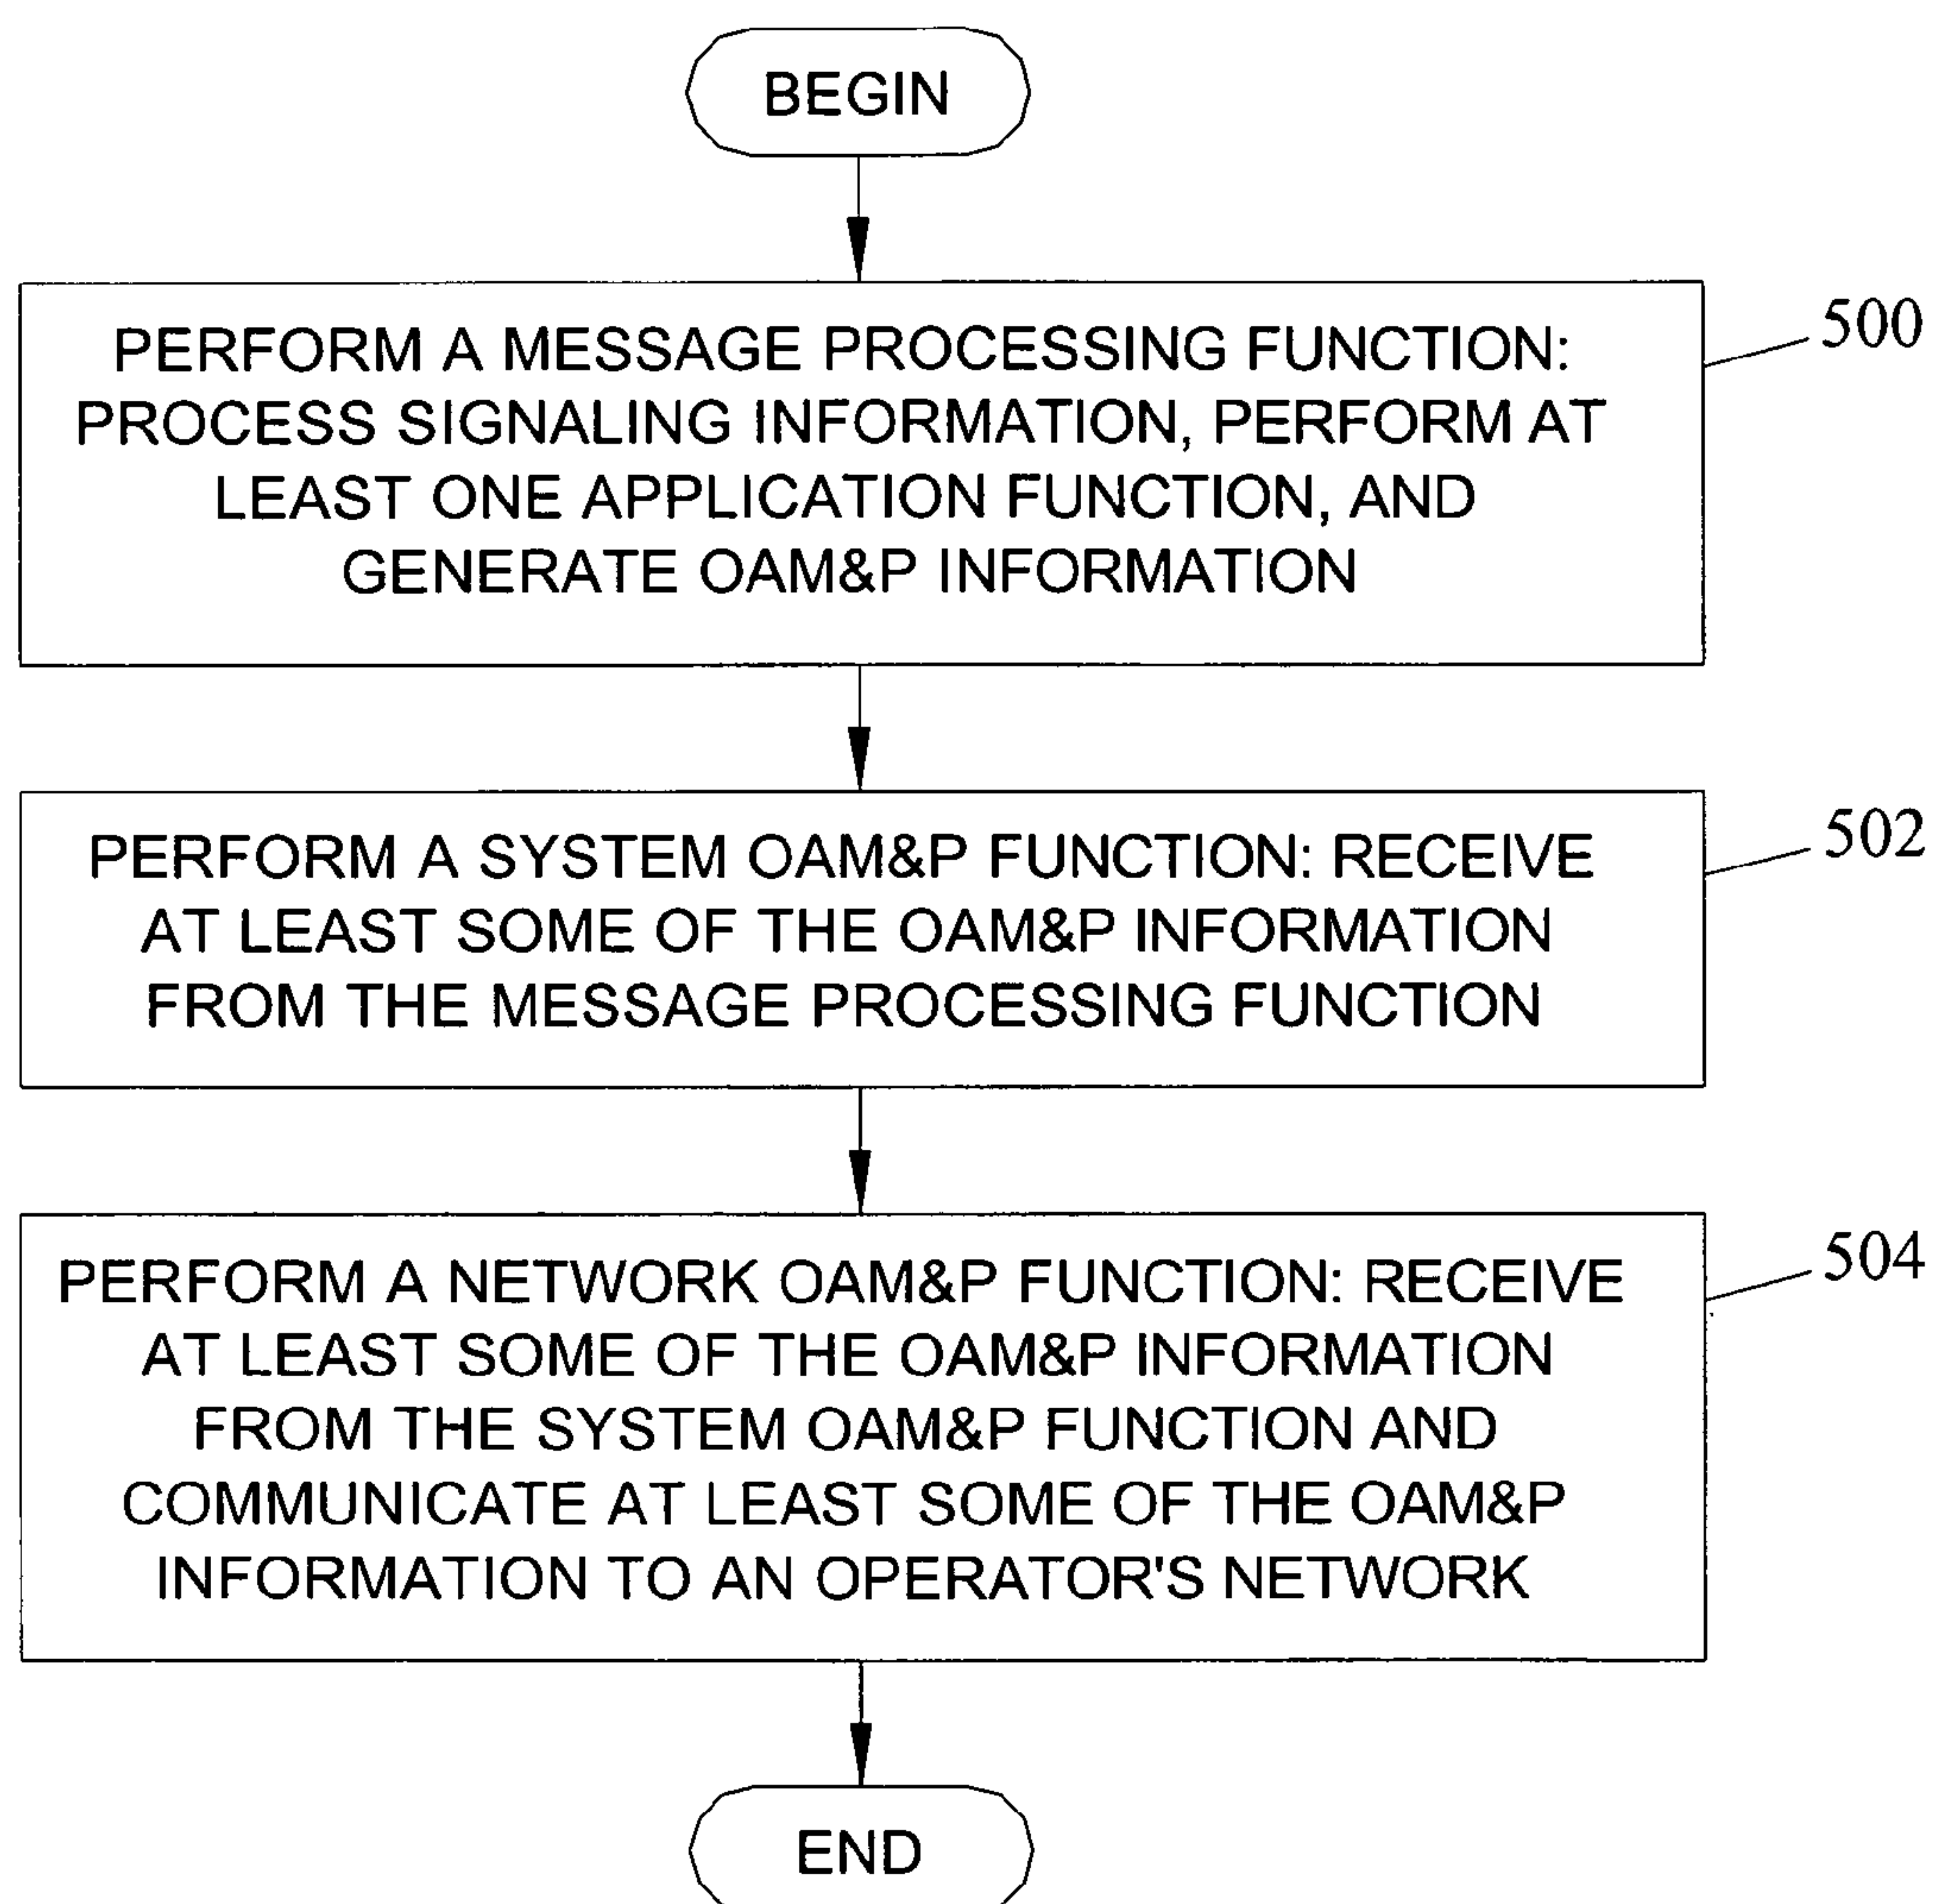 BEGIN
PERFORM A MESSAGE PROCESSING FUNCTION:
PROCESS SIGNALING INFORMATION, PERFORM AT
LEAST ONE APPLICATION FUNCTION, AND
GENERATE OAM&P INFORMATION
500
PERFORM A SYSTEM OAM&P FUNCTION: RECEIVE
AT LEAST SOME OF THE OAM&P INFORMATION
FROM THE MESSAGE PROCESSING FUNCTION
502
PERFORM A NETWORK OAM&P FUNCTION: RECEIVE
AT LEAST SOME OF THE OAM&P INFORMATION
FROM THE SYSTEM OAM&P FUNCTION AND
COMMUNICATE AT LEAST SOME OF THE OAM&P
INFORMATION TO AN OPERATOR'S NETWORK
504
END